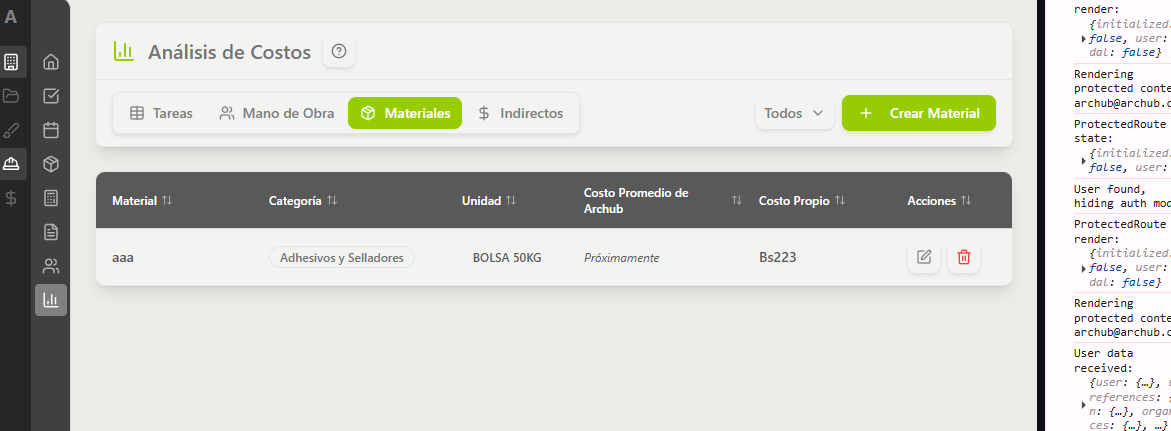 A
Análisis de Costos
Tareas
Mano de Obra
Materiales
$ Indirectos
Todos
+ Crear Material
Material
Categoría
Unidad
Costo Promedio de
Archub
Costo Propio
Acciones
aaa
Adhesivos y Selladores
BOLSA 50KG
Próximamente
Bs223
render:
{initialized:
false, user:
dal: false}
Rendering
protected conte
archub@archub.c
ProtectedRoute
state:
{initialized:
false, user:
User found,
hiding auth mod
ProtectedRoute
render:
{initialized:
false, user:
dal: false}
Rendering
protected conte
archub@archub.c
User data
received:
{user: {…},
references:
n: {…}, organ
ces: {…}, …}